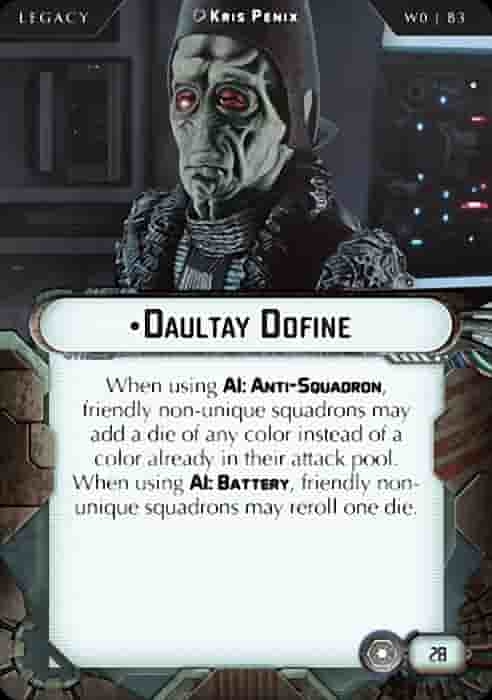 LEGACY
Kris Penix
W0 | B3
•Daultay Dofine
When using AI: Anti-Squadron,
friendly non-unique squadrons may
add a die of any color instead of a
color already in their attack pool.
When using AI: Battery, friendly non-
unique squadrons may reroll one die.
28